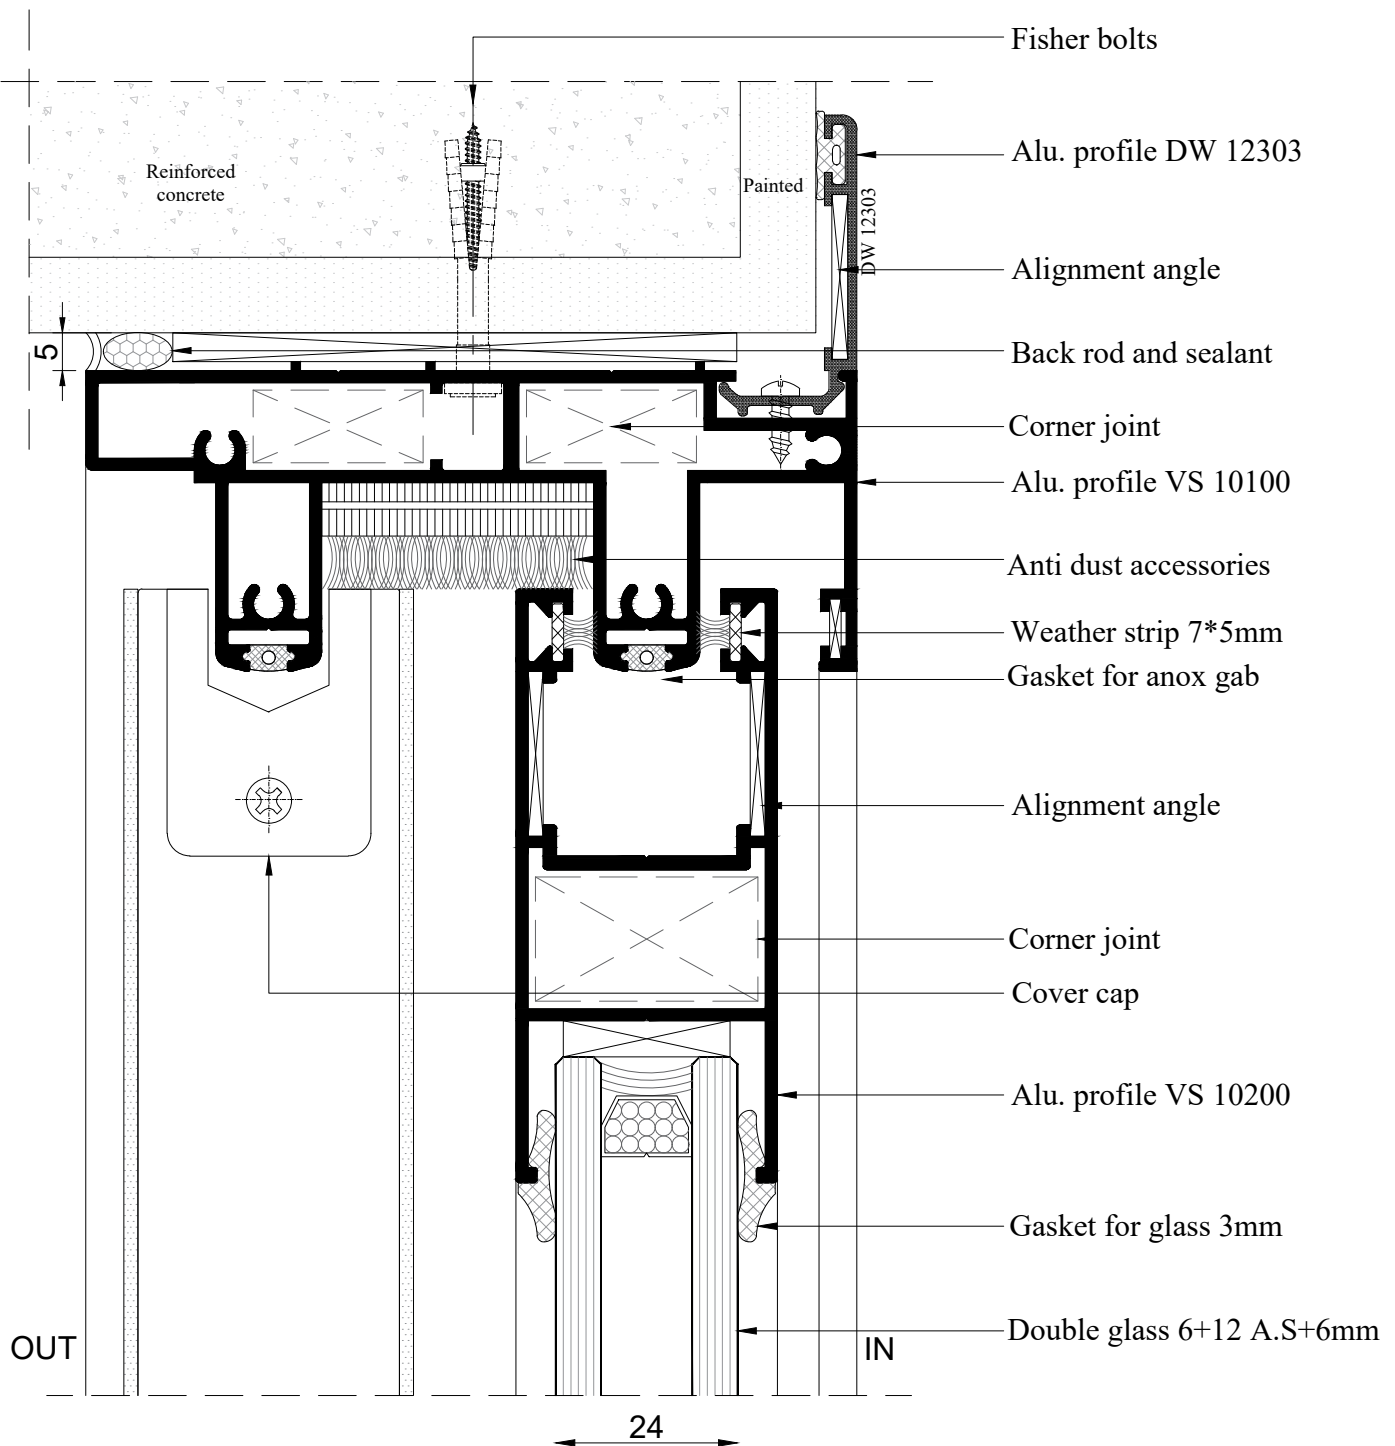 Fisher bolts
Alu. profile DW 12303
Reinforced
concrete
Painted
DW 12303
Alignment angle
5
Back rod and sealant
Corner joint
Alu. profile VS 10100
Anti dust accessories
Weather strip 7*5mm
Gasket for anox gab
Alignment angle
Corner joint
Cover cap
Alu. profile VS 10200
Gasket for glass 3mm
Double glass 6+12 A.S+6mm
OUT
IN
24